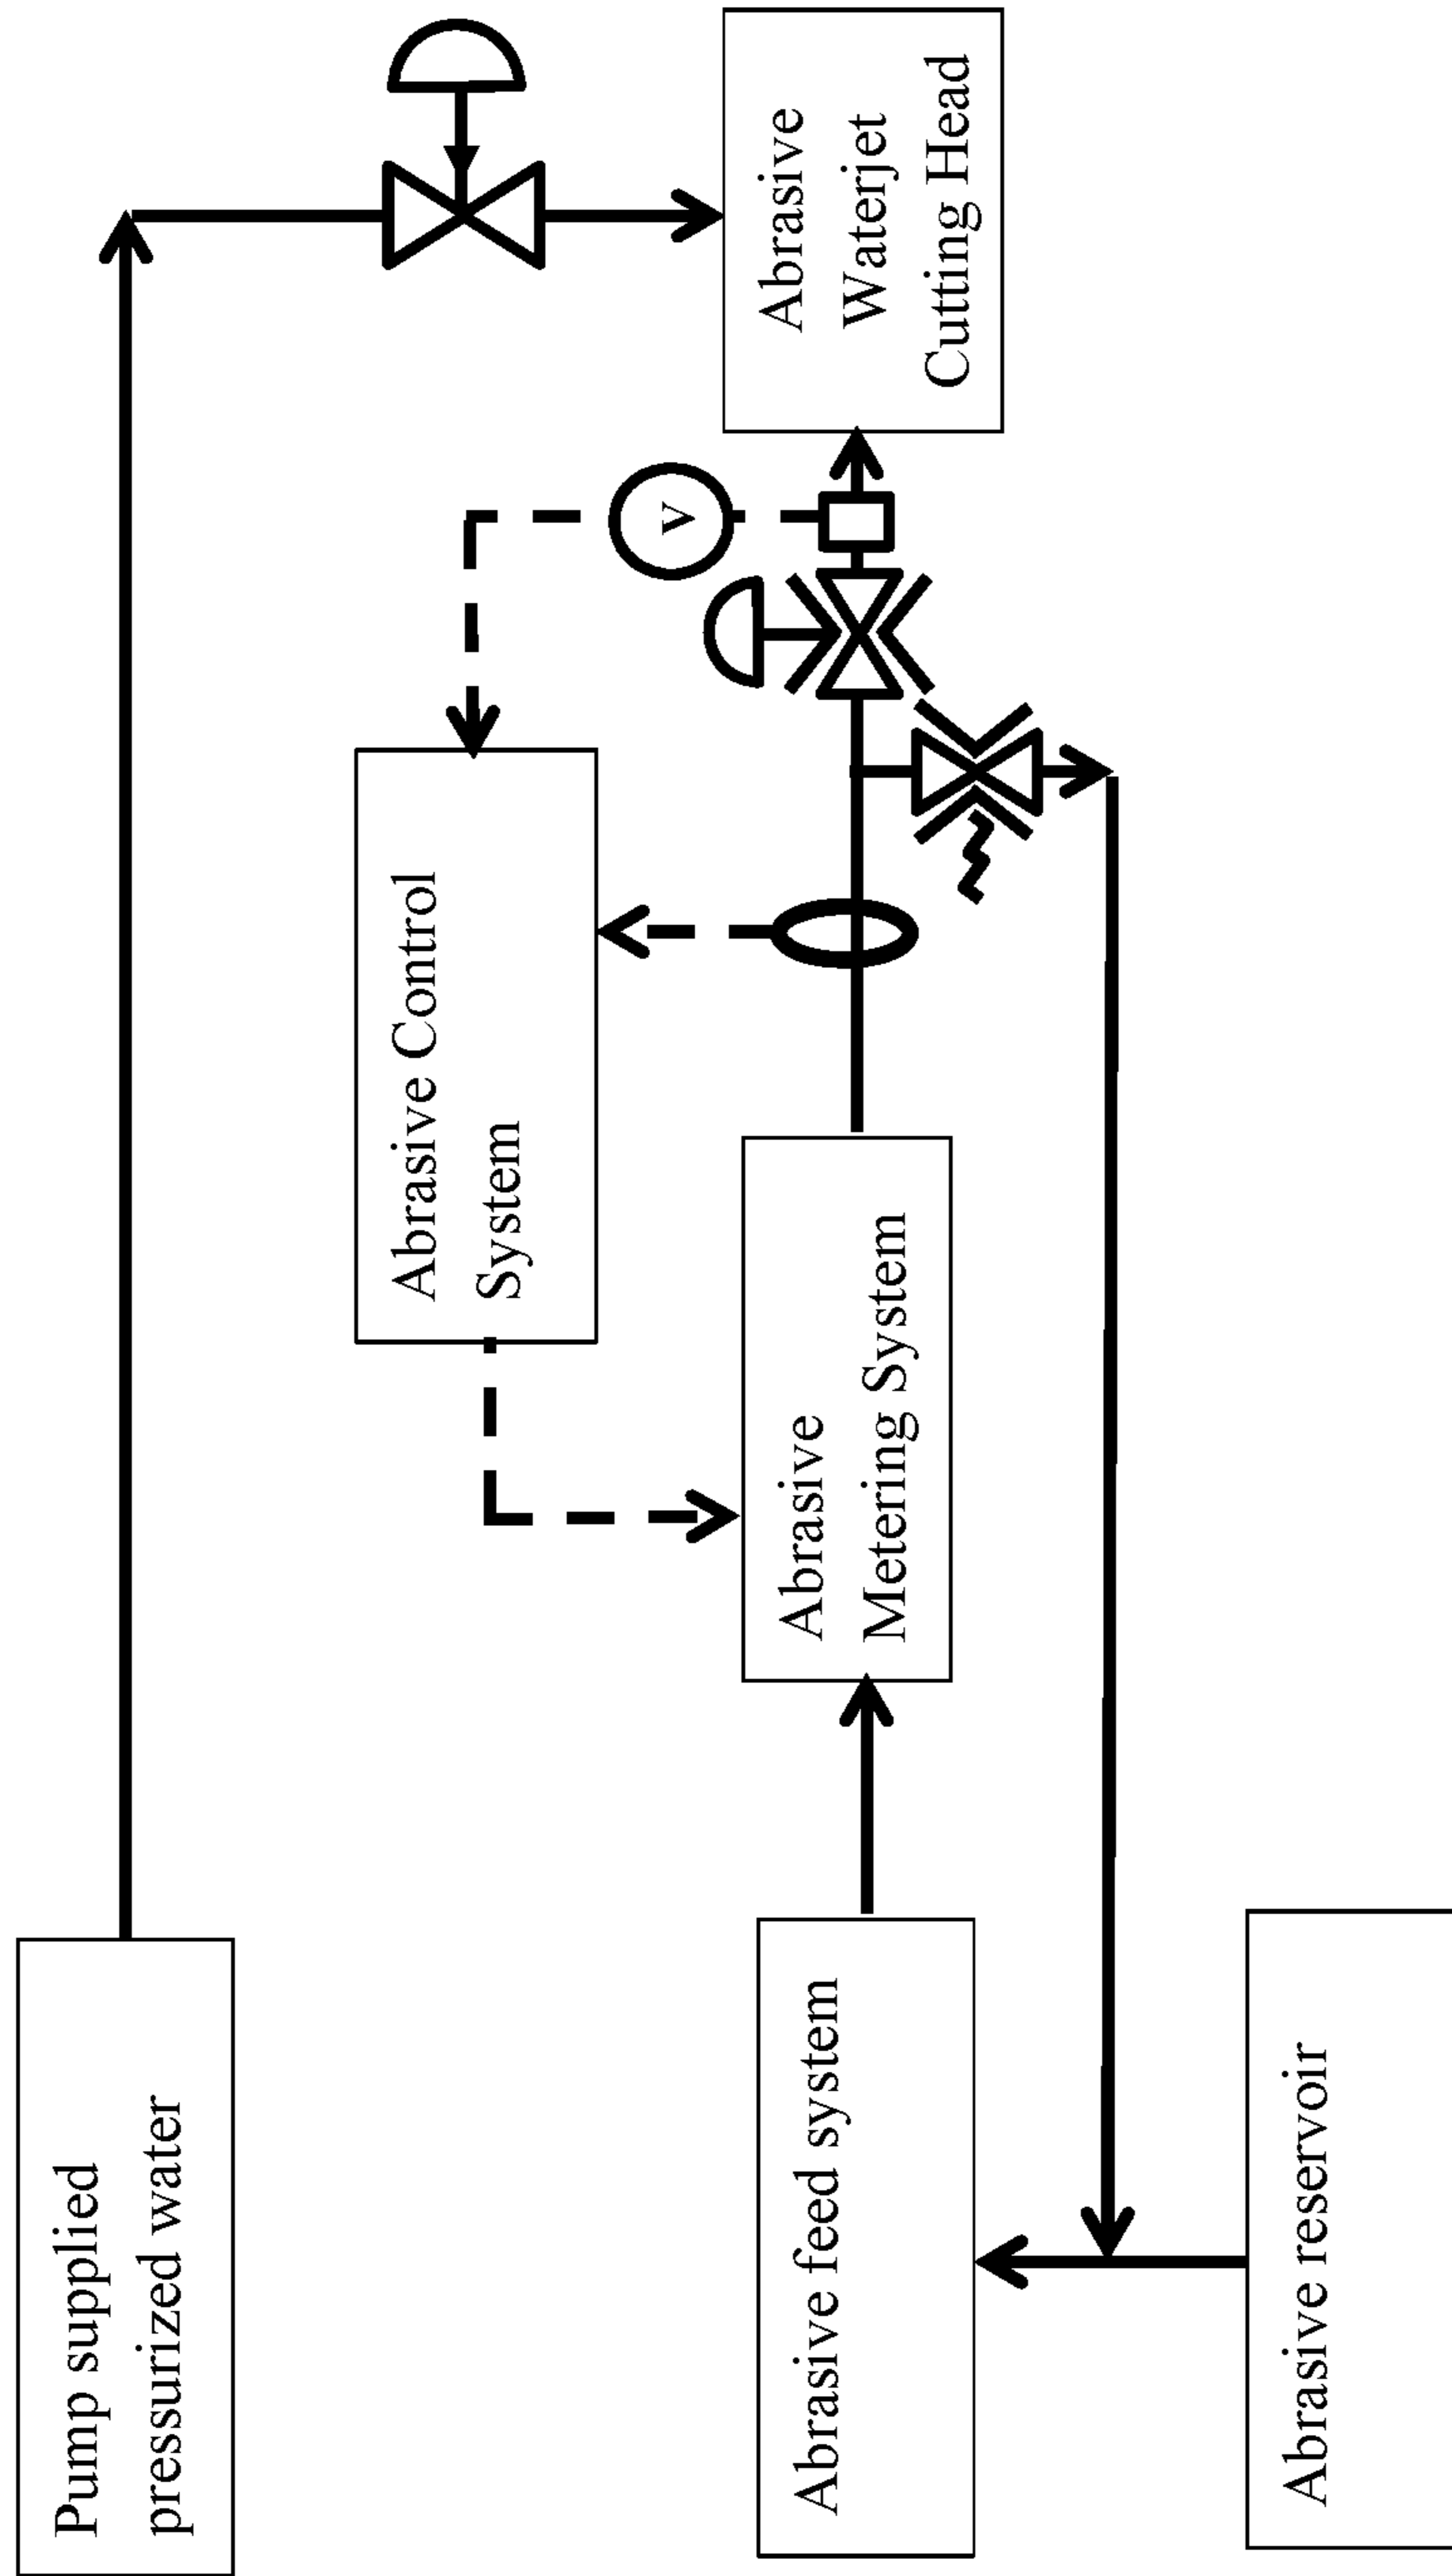 Pump supplied
pressurized water
Abrasive Control
System
v
Abrasive feed system
Abrasive
Metering System
Abrasive
Waterjet
Cutting Head
Abrasive reservoir